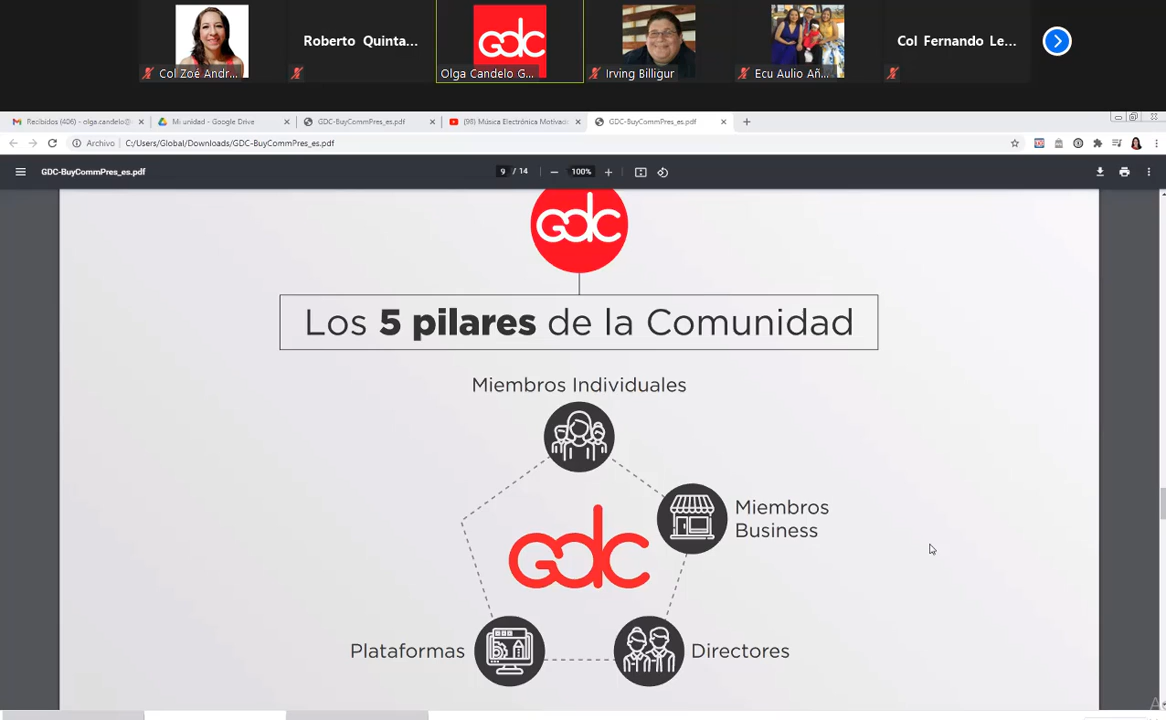 Roberto Quinta...
Col Fernando Le...
GDC
Col Zoé Andr...
Olga Candelo G...
Irving Billigur
Ecu Aulio Añ...
Recibidos (406) - olga.candelo@
Mi unidad - Google Drive
GDC-BuyCommPres_es.pdf
(98) Música Electrónica Motivaci
GDC-BuyCommPres_es.pdf
Archivo
C:/Users/Global/Downloads/GDC-BuyCommPres_es.pdf
GDC-BuyCommPres_es.pdf
9 / 14
100%
GDC
Los 5 pilares de la Comunidad
Miembros Individuales
Miembros
Business
GDC
Plataformas
Directores